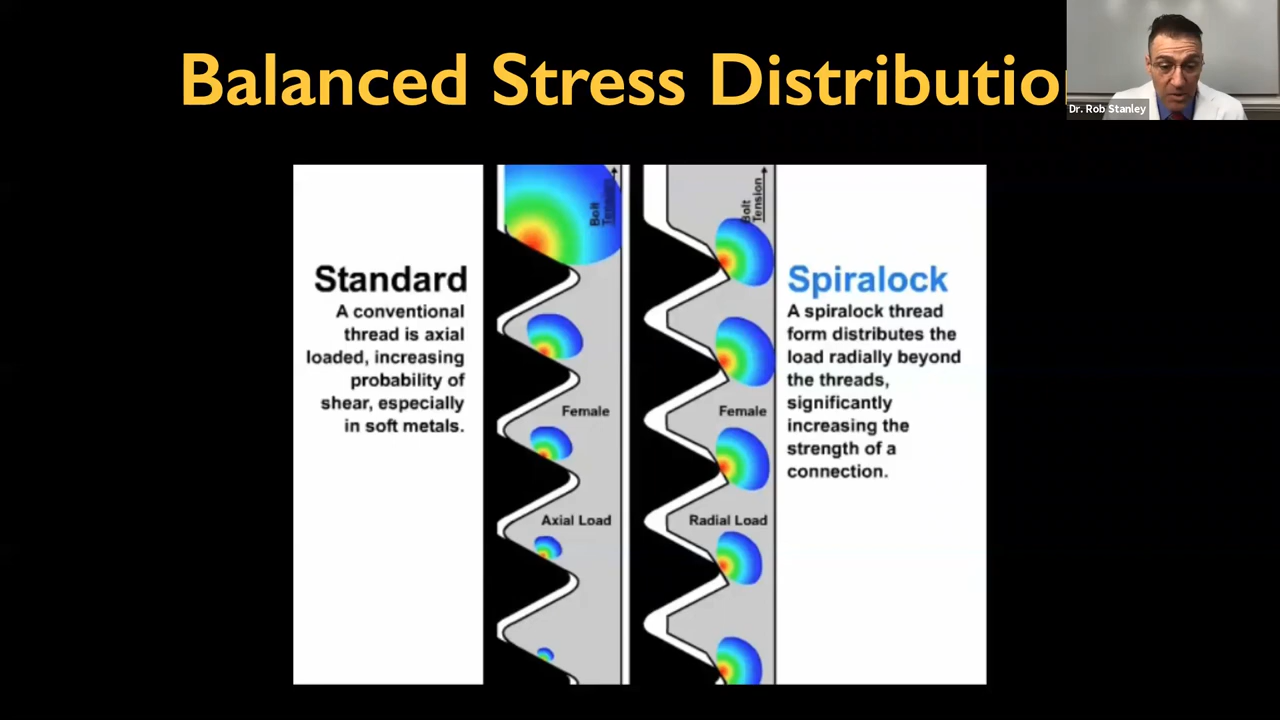 Balanced Stress Distributio
Dr. Rob Stanley
Standard
A conventional
thread is axial
loaded, increasing
probability of
shear, especially
in soft metals.
Bolt
Tension
Female
Axial Load
Bolt
Tension
Female
Radial Load
Spiralock
A spiralock thread
form distributes the
load radially beyond
the threads,
significantly
increasing the
strength of a
connection.